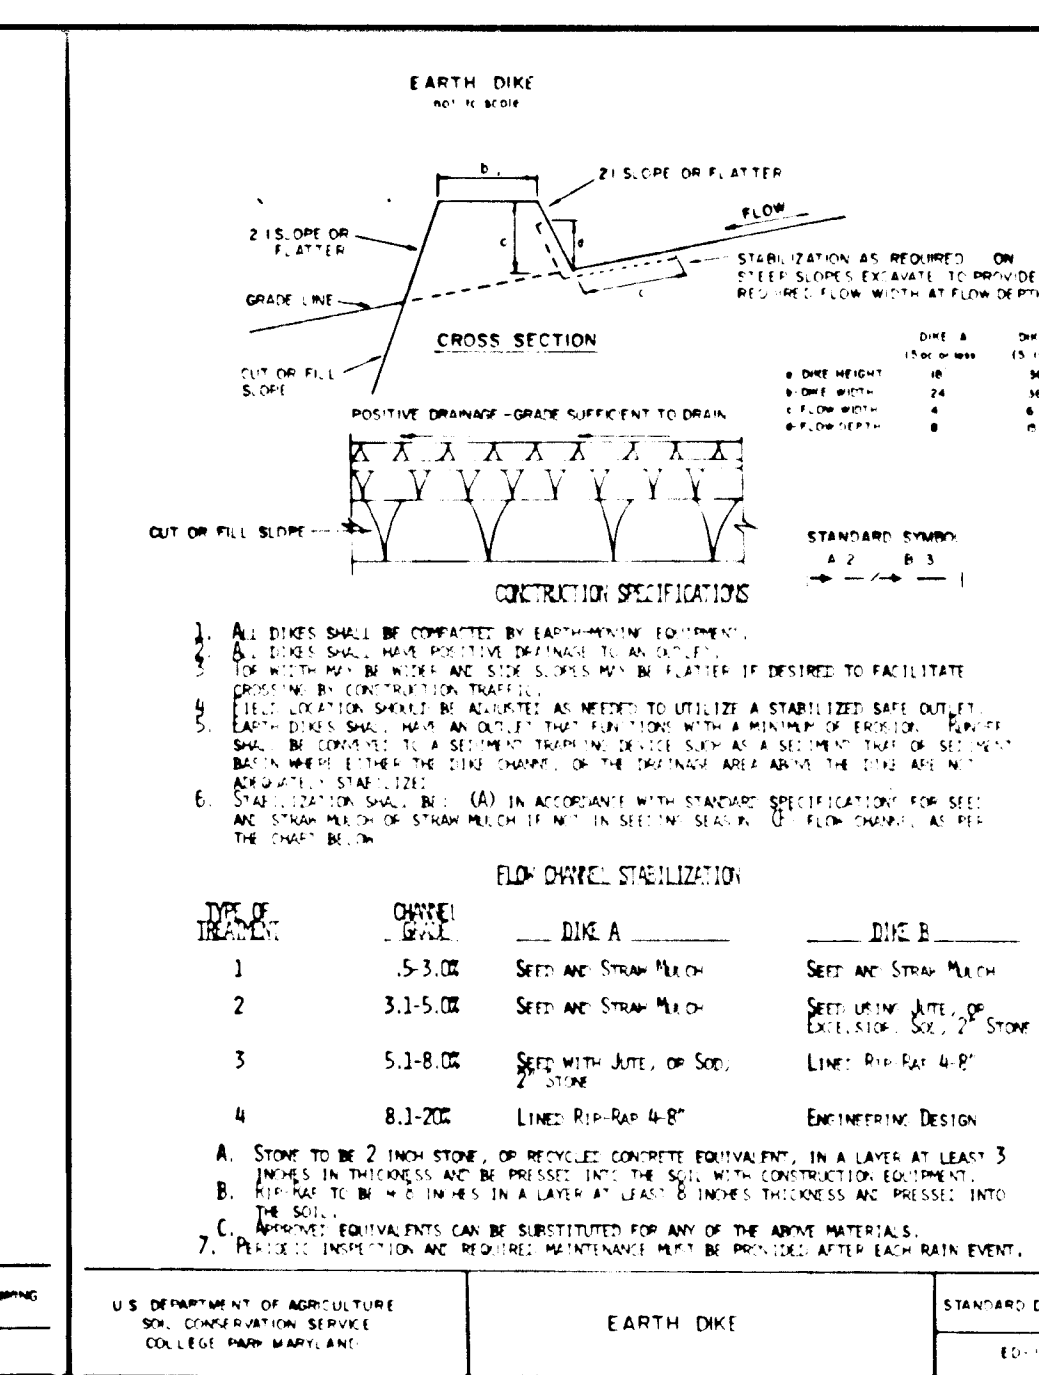 EARTH DIKE
not to scale
b
2:1 SLOPE OR FLATTER
FLOW
2:1 SLOPE OR
FLATTER
c
d
STABILIZATION AS REQUIRED ON
STEEP SLOPES EXCAVATE TO PROVIDE
REQUIRED FLOW WIDTH AT FLOW DEPTH
GRADE LINE
c
CROSS SECTION
DIKE A
(5 ac or less
CUT OR FILL
SLOPE
a DIKE HEIGHT 18
b DIKE WIDTH 24
c FLOW WIDTH 4 6
d FLOW DEPTH 8
POSITIVE DRAINAGE - GRADE SUFFICIENT TO DRAIN
CUT OR FILL SLOPE
STANDARD SYMBOL
A 2 B 3
CONSTRUCTION SPECIFICATIONS
1. ALL DIKES SHALL BE COMPACTED BY EARTH-MOVING EQUIPMENT.
2. ALL DIKES SHALL HAVE POSITIVE DRAINAGE TO AN OUTLET.
3 TOP WIDTH MAY BE WIDER AND SIDE SLOPES MAY BE FLATTER IF DESIRED TO FACILITATE
CROSSING BY CONSTRUCTION TRAFFIC.
4 FIELD LOCATION SHOULD BE ADJUSTED AS NEEDED TO UTILIZE A STABILIZED SAFE OUTLET.
5. EARTH DIKES SHALL HAVE AN OUTLET THAT FUNCTIONS WITH A MINIMUM OF EROSION. RUNOFF
SHALL BE CONVEYED TO A SEDIMENT TRAPPING DEVICE SUCH AS A SEDIMENT TRAP OR SEDIMENT
BASIN WHERE EITHER THE DIKE CHANNEL OR THE DRAINAGE AREA ABOVE THE DIKE ARE NOT
ADEQUATELY STABILIZED
6. STABILIZATION SHALL BE: (A) IN ACCORDANCE WITH STANDARD SPECIFICATIONS FOR SEED
AND STRAW MULCH OR STRAW MULCH IF NOT IN SEEDING SEASON (B) FLOW CHANNEL AS PER
THE CHART BELOW
FLOW CHANNEL STABILIZATION
TYPE OF TREATMENT CHANNEL GRADE DIKE A DIKE B
1 .5-3.0% SEED AND STRAW MULCH SEED AND STRAW MULCH
2 3.1-5.0% SEED AND STRAW MULCH SEED USING JUTE, OR
EXCELSIOR; SOD; 2" STONE
3 5.1-8.0% SEED WITH JUTE, OR SOD; LINED RIP-RAP 4-8"
2" STONE
4 8.1-20% LINED RIP-RAP 4-8" ENGINEERING DESIGN
A. STONE TO BE 2 INCH STONE, OR RECYCLED CONCRETE EQUIVALENT, IN A LAYER AT LEAST 3
INCHES IN THICKNESS AND BE PRESSED INTO THE SOIL WITH CONSTRUCTION EQUIPMENT.
B. RIP-RAP TO BE 4-8 INCHES IN A LAYER AT LEAST 8 INCHES THICKNESS AND PRESSED INTO
THE SOIL.
C. APPROVED EQUIVALENTS CAN BE SUBSTITUTED FOR ANY OF THE ABOVE MATERIALS.
7. PERIODIC INSPECTION AND REQUIRED MAINTENANCE MUST BE PROVIDED AFTER EACH RAIN EVENT.
U.S. DEPARTMENT OF AGRICULTURE
SOIL CONSERVATION SERVICE
COLLEGE PARK MARYLAND
EARTH DIKE
STANDARD D
ED-